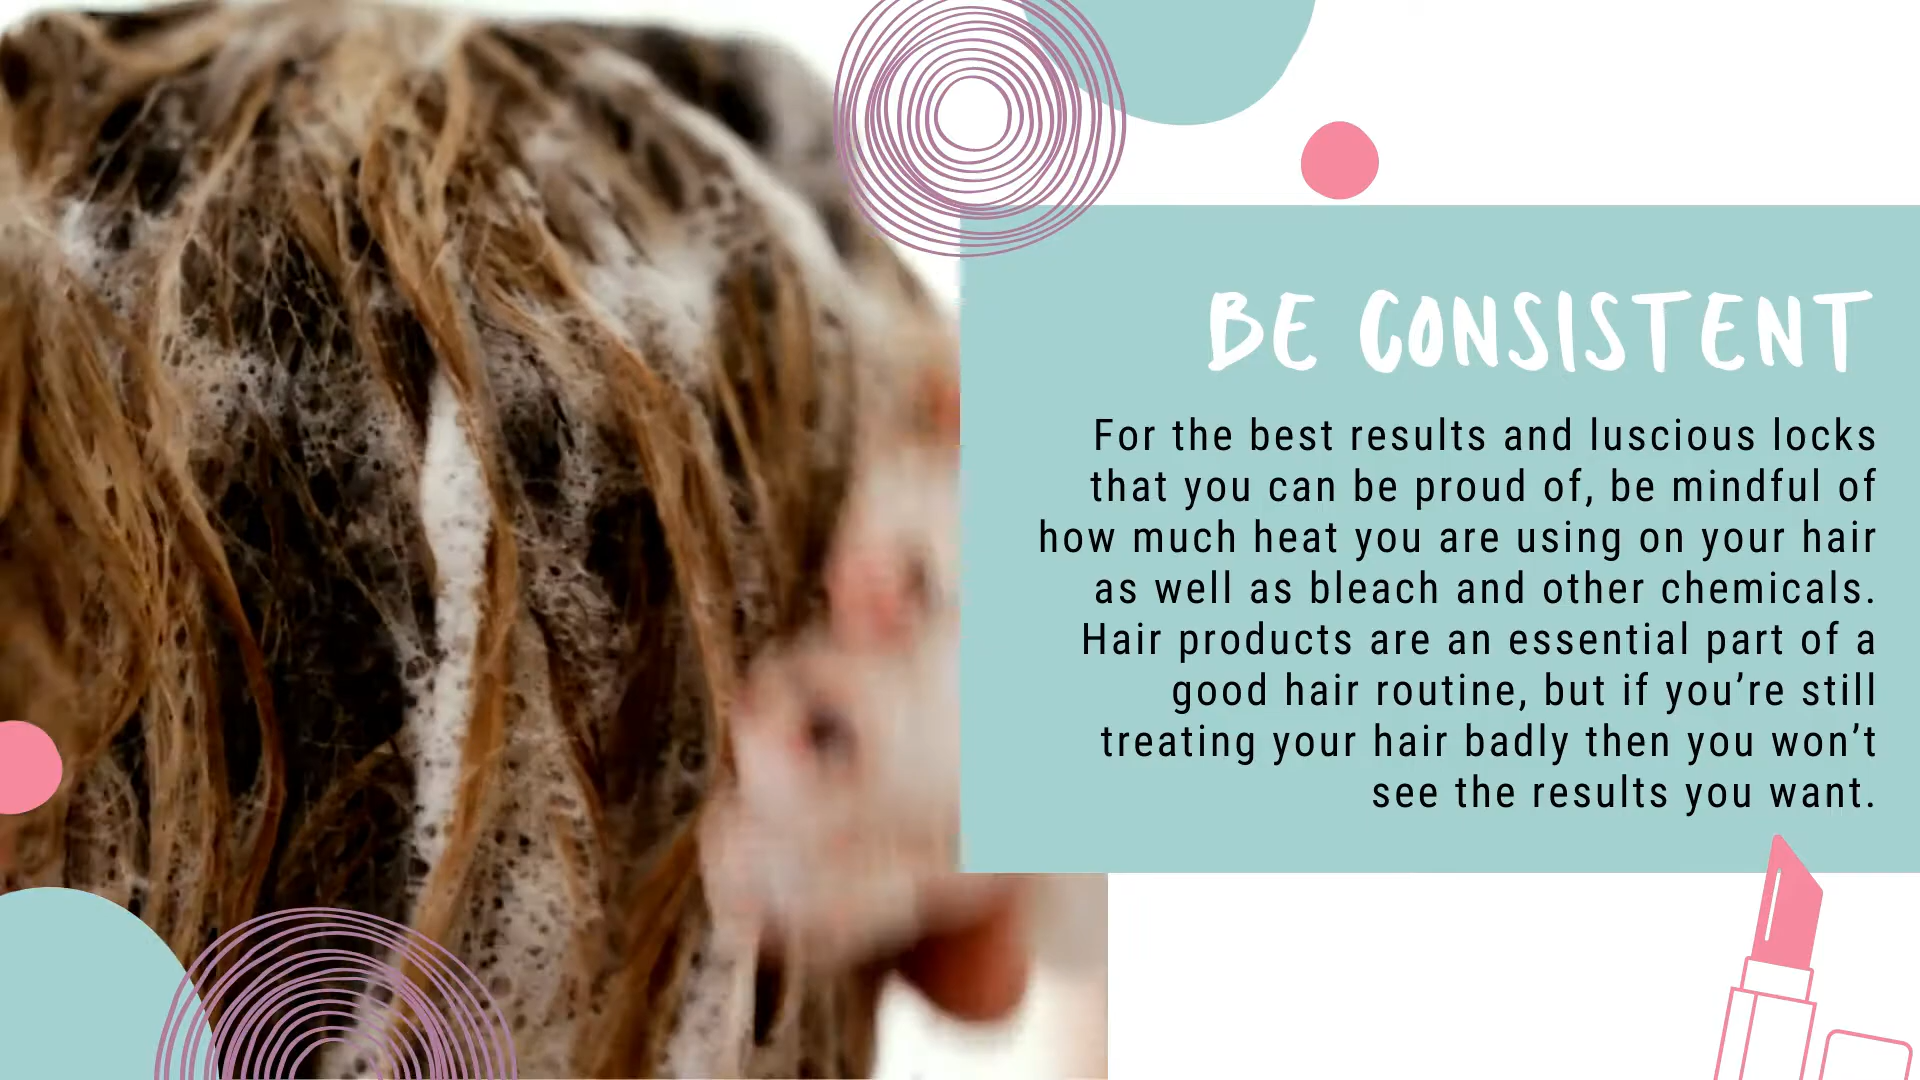 BE CONSISTENT
For the best results and luscious locks
that you can be proud of, be mindful of
how much heat you are using on your hair
as well as bleach and other chemicals.
Hair products are an essential part of a
good hair routine, but if you’re still
treating your hair badly then you won’t
see the results you want.